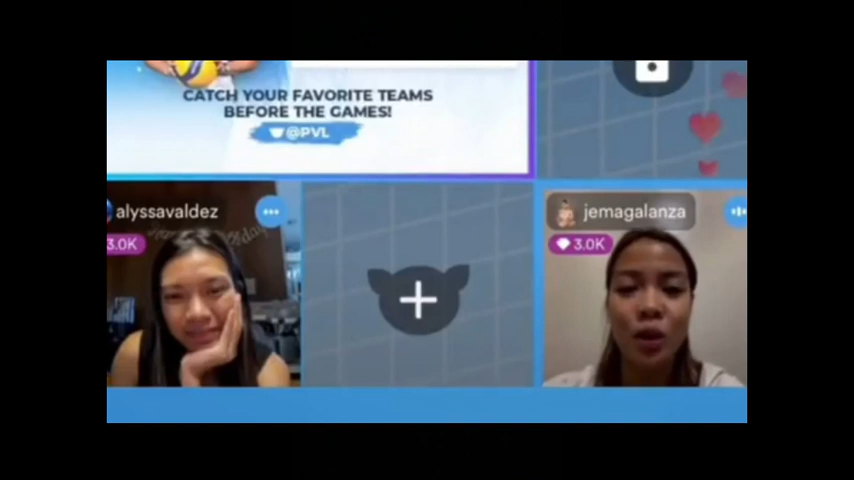 CATCH YOUR FAVORITE TEAMS
BEFORE THE GAMES!
@PVL
alyssavaldez
3.0K
jemagalanza
3.0K